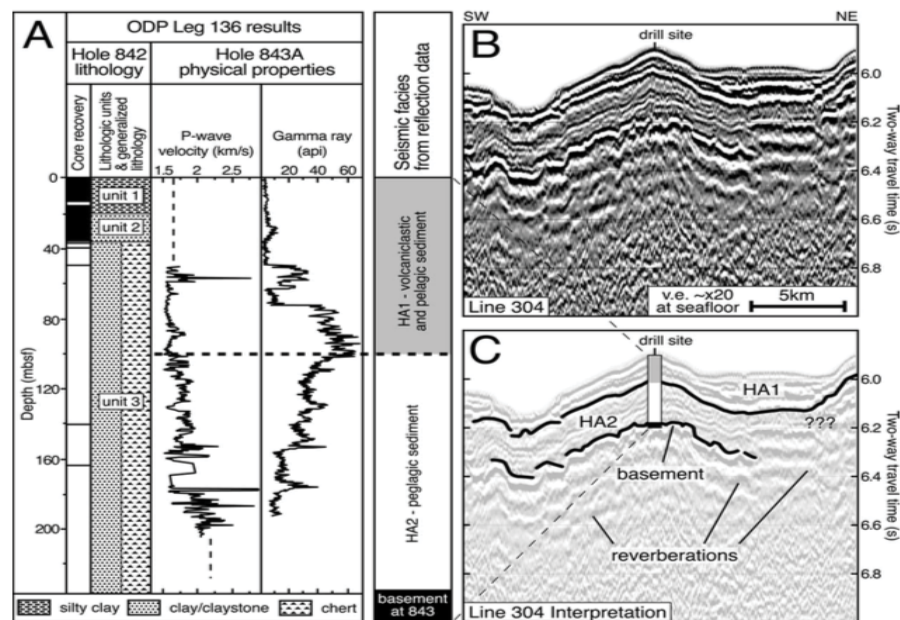 A
ODP Leg 136 results
Hole 842
lithology
Hole 843A
physical properties
Core recovery
Lithologic units
& generalized
lithology
P-wave
velocity (km/s)
1.5 2 2.5
Gamma ray
(api)
20 40 60
Seismic facies
from reflection data
Depth (mbsf)
0
40
80
120
160
200
unit 1
unit 2
unit 3
HA1 - volcaniclastic
and pelagic sediment
HA2 - peglagic sediment
basement
at 843
silty clay
clay/claystone
chert
B
SW
NE
drill site
6.0
6.2
6.4
6.6
6.8
Two-way travel time (s)
Line 304
v.e. ~x20
at seafloor
5km
C
drill site
HA1
HA2
???
basement
reverberations
6.0
6.2
6.4
6.6
6.8
Two-way travel time (s)
Line 304 Interpretation